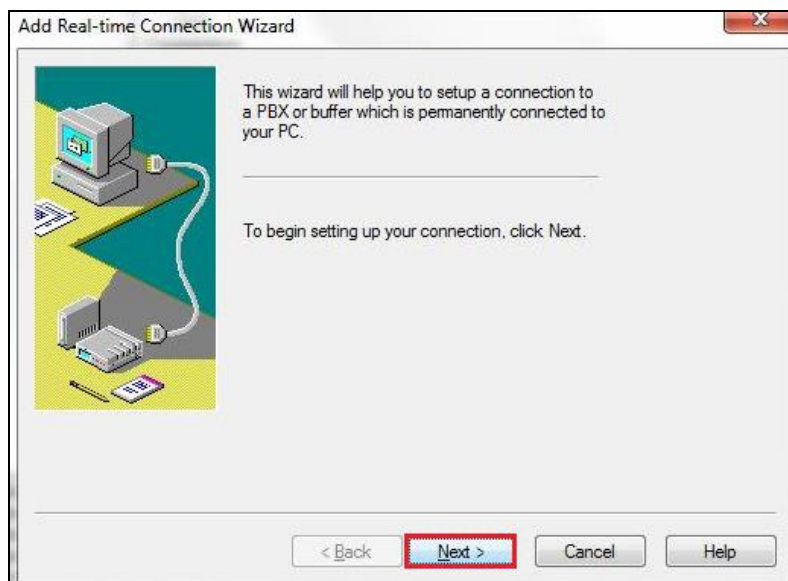 Add Real-time Connection Wizard
This wizard will help you to setup a connection to
a PBX or buffer which is permanently connected to
your PC.
To begin setting up your connection, click Next.
< Back Next > Cancel Help